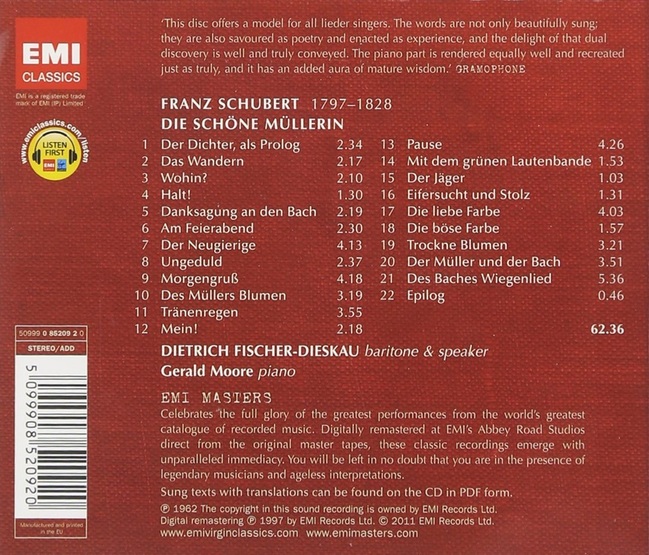 'This disc offers a model for all lieder singers. The words are not only beautifully sung;
they are also savoured as poetry and enacted as experience, and the delight of that dual
discovery is well and truly conveyed. The piano part is rendered equally well and recreated
just as truly, and it has an added aura of mature wisdom.' GRAMOPHONE
EMI
CLASSICS
EMI is a registered trade
mark of EMI (IP) Limited
www.emiclassics.com/listen
LISTEN
FIRST
EMI
FRANZ SCHUBERT 1797–1828
DIE SCHÖNE MÜLLERIN
1 Der Dichter, als Prolog 2.34
2 Das Wandern 2.17
3 Wohin? 2.10
4 Halt! 1.30
5 Danksagung an den Bach 2.19
6 Am Feierabend 2.30
7 Der Neugierige 4.13
8 Ungeduld 2.37
9 Morgengruß 4.18
10 Des Müllers Blumen 3.19
11 Tränenregen 3.55
12 Mein! 2.18
13 Pause 4.26
14 Mit dem grünen Lautenbande 1.53
15 Der Jäger 1.03
16 Eifersucht und Stolz 1.31
17 Die liebe Farbe 4.03
18 Die böse Farbe 1.57
19 Trockne Blumen 3.21
20 Der Müller und der Bach 3.51
21 Des Baches Wiegenlied 5.36
22 Epilog 0.46
62.36
DIETRICH FISCHER-DIESKAU baritone & speaker
Gerald Moore piano
EMI MASTERS
Celebrates the full glory of the greatest performances from the world's greatest
catalogue of recorded music. Digitally remastered at EMI's Abbey Road Studios
direct from the original master tapes, these classic recordings emerge with
unparalleled immediacy. You will be left in no doubt that you are in the presence of
legendary musicians and ageless interpretations.
Sung texts with translations can be found on the CD in PDF form.
℗ 1962 The copyright in this sound recording is owned by EMI Records Ltd.
Digital remastering ℗ 1997 by EMI Records Ltd. © 2011 EMI Records Ltd.
www.emivirginclassics.com www.emimasters.com
50999 0 85209 2 0
STEREO/ADD
5 099908 520920
Manufactured and printed
in the EU